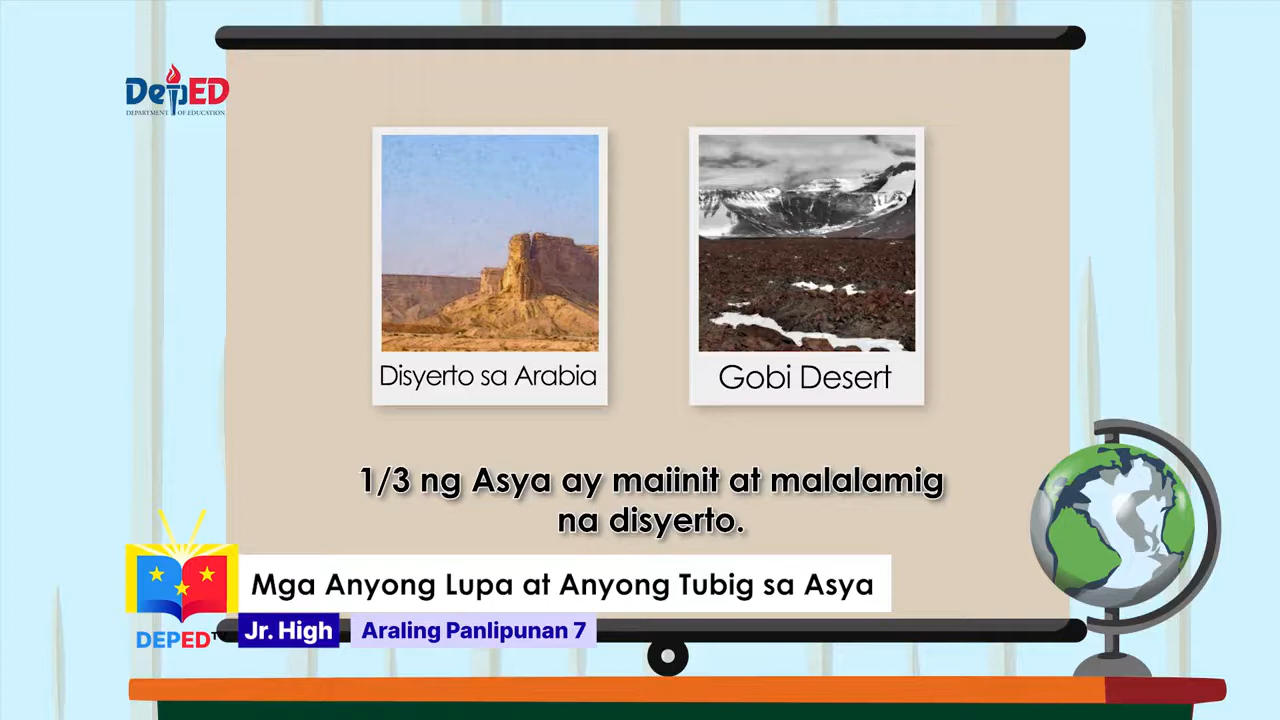 DepED
DEPARTMENT OF EDUCATION
Disyerto sa Arabia
Gobi Desert
1/3 ng Asya ay maiinit at malalamig
na disyerto.
Mga Anyong Lupa at Anyong Tubig sa Asya
DEPED TV
Jr. High
Araling Panlipunan 7